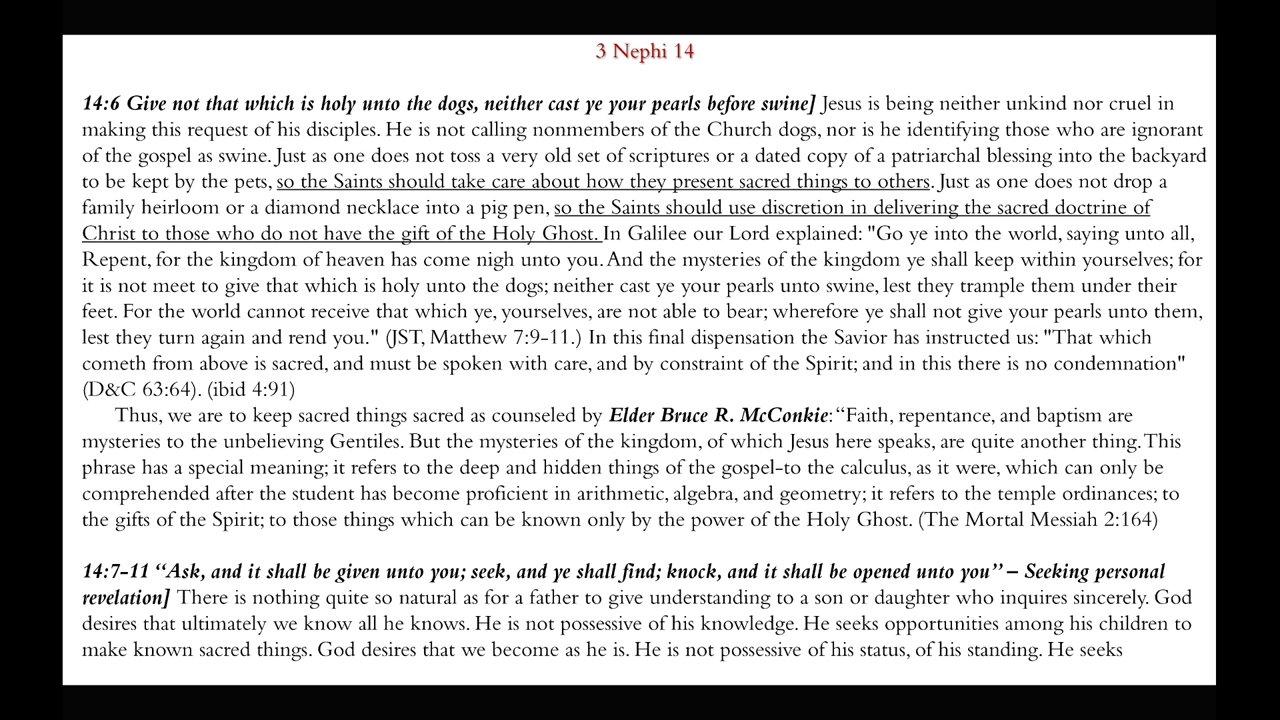 3 Nephi 14
14:6 Give not that which is holy unto the dogs, neither cast ye your pearls before swine] Jesus is being neither unkind nor cruel in
making this request of his disciples. He is not calling nonmembers of the Church dogs, nor is he identifying those who are ignorant
of the gospel as swine. Just as one does not toss a very old set of scriptures or a dated copy of a patriarchal blessing into the backyard
to be kept by the pets, so the Saints should take care about how they present sacred things to others. Just as one does not drop a
family heirloom or a diamond necklace into a pig pen, so the Saints should use discretion in delivering the sacred doctrine of
Christ to those who do not have the gift of the Holy Ghost. In Galilee our Lord explained: "Go ye into the world, saying unto all,
Repent, for the kingdom of heaven has come nigh unto you. And the mysteries of the kingdom ye shall keep within yourselves; for
it is not meet to give that which is holy unto the dogs; neither cast ye your pearls unto swine, lest they trample them under their
feet. For the world cannot receive that which ye, yourselves, are not able to bear; wherefore ye shall not give your pearls unto them,
lest they turn again and rend you." (JST, Matthew 7:9-11.) In this final dispensation the Savior has instructed us: "That which
cometh from above is sacred, and must be spoken with care, and by constraint of the Spirit; and in this there is no condemnation"
(D&C 63:64). (ibid 4:91)
Thus, we are to keep sacred things sacred as counseled by Elder Bruce R. McConkie: “Faith, repentance, and baptism are
mysteries to the unbelieving Gentiles. But the mysteries of the kingdom, of which Jesus here speaks, are quite another thing. This
phrase has a special meaning; it refers to the deep and hidden things of the gospel-to the calculus, as it were, which can only be
comprehended after the student has become proficient in arithmetic, algebra, and geometry; it refers to the temple ordinances; to
the gifts of the Spirit; to those things which can be known only by the power of the Holy Ghost. (The Mortal Messiah 2:164)
14:7-11 “Ask, and it shall be given unto you; seek, and ye shall find; knock, and it shall be opened unto you” – Seeking personal
revelation] There is nothing quite so natural as for a father to give understanding to a son or daughter who inquires sincerely. God
desires that ultimately we know all he knows. He is not possessive of his knowledge. He seeks opportunities among his children to
make known sacred things. God desires that we become as he is. He is not possessive of his status, of his standing. He seeks